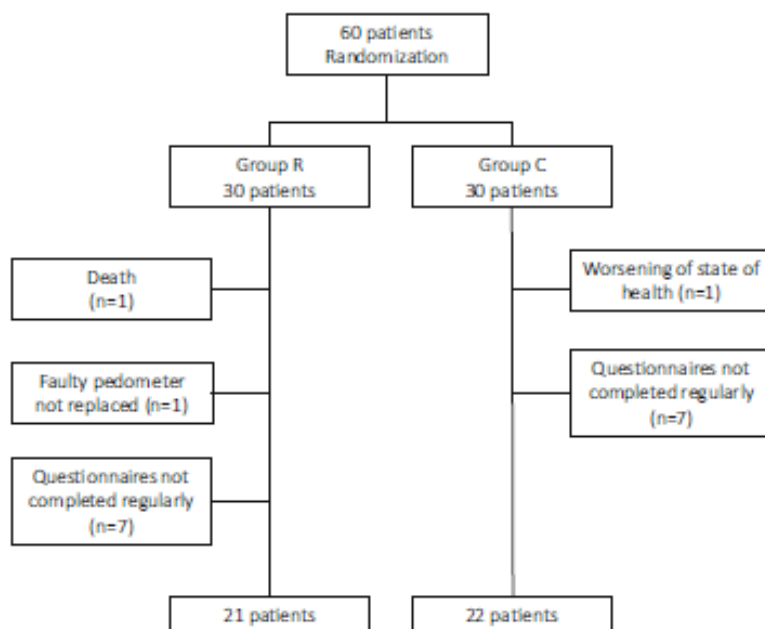 60 patients
Randomization
Group R
30 patients
Group C
30 patients
Death
(n=1)
Worsening of state of
health (n=1)
Faulty pedometer
not replaced (n=1)
Questionnaires not
completed regularly
(n=7)
Questionnaires not
completed regularly
(n=7)
21 patients
22 patients